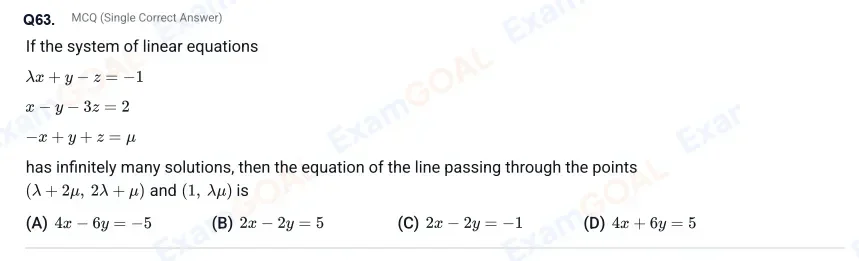 Q63. MCQ (Single Correct Answer)
If the system of linear equations
λx + y − z = −1
x − y − 3z = 2
−x + y + z = μ
has infinitely many solutions, then the equation of the line passing through the points
(λ + 2μ, 2λ + μ) and (1, λμ) is
(A) 4x − 6y = −5 (B) 2x − 2y = 5 (C) 2x − 2y = −1 (D) 4x + 6y = 5
ExamGOAL